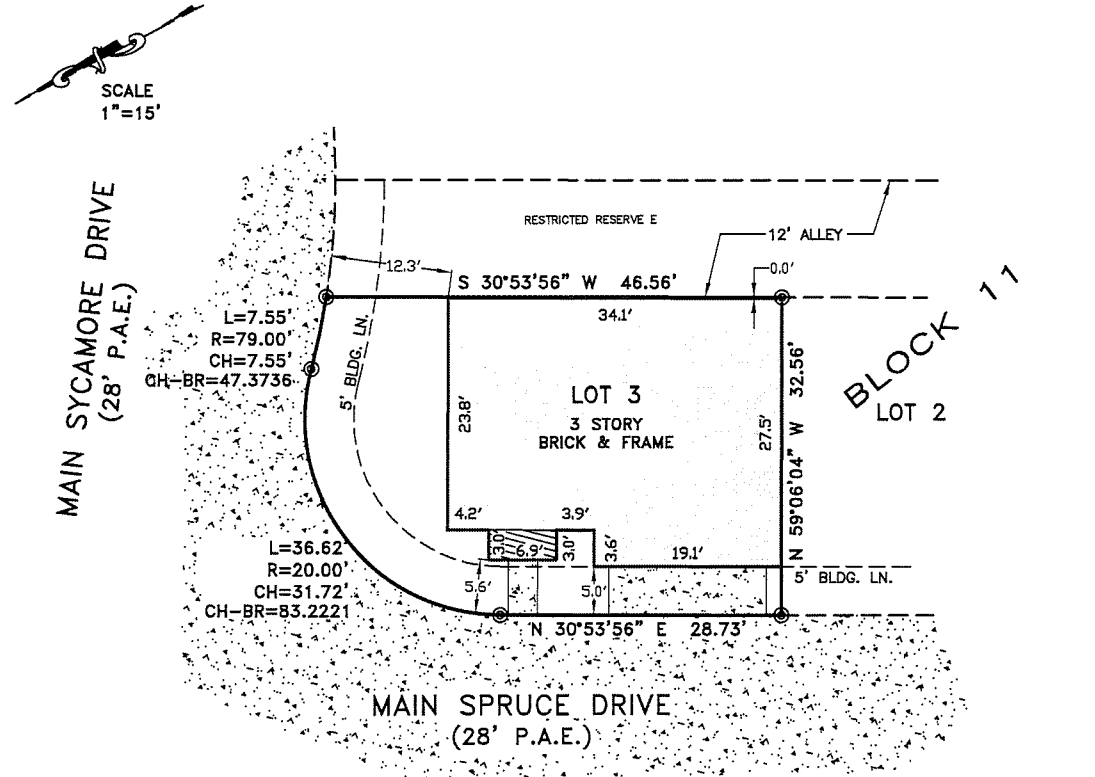 SCALE
1"=15'
MAIN SYCAMORE DRIVE
(28' P.A.E.)
RESTRICTED RESERVE E
12' ALLEY
12.3'
S 30°53'56" W 46.56'
0.0'
34.1'
BLOCK 11
L=7.55'
R=79.00'
CH=7.55'
CH-BR=47.3736
5' BLDG. LN.
LOT 3
3 STORY
BRICK & FRAME
23.8'
27.5'
N 59°06'04" W 32.56'
LOT 2
4.2'
3.9'
3.0'
6.9'
3.0'
3.6'
19.1'
5' BLDG. LN.
L=36.62'
R=20.00'
CH=31.72'
CH-BR=83.2221
5.6'
5.0'
N 30°53'56" E 28.73'
MAIN SPRUCE DRIVE
(28' P.A.E.)